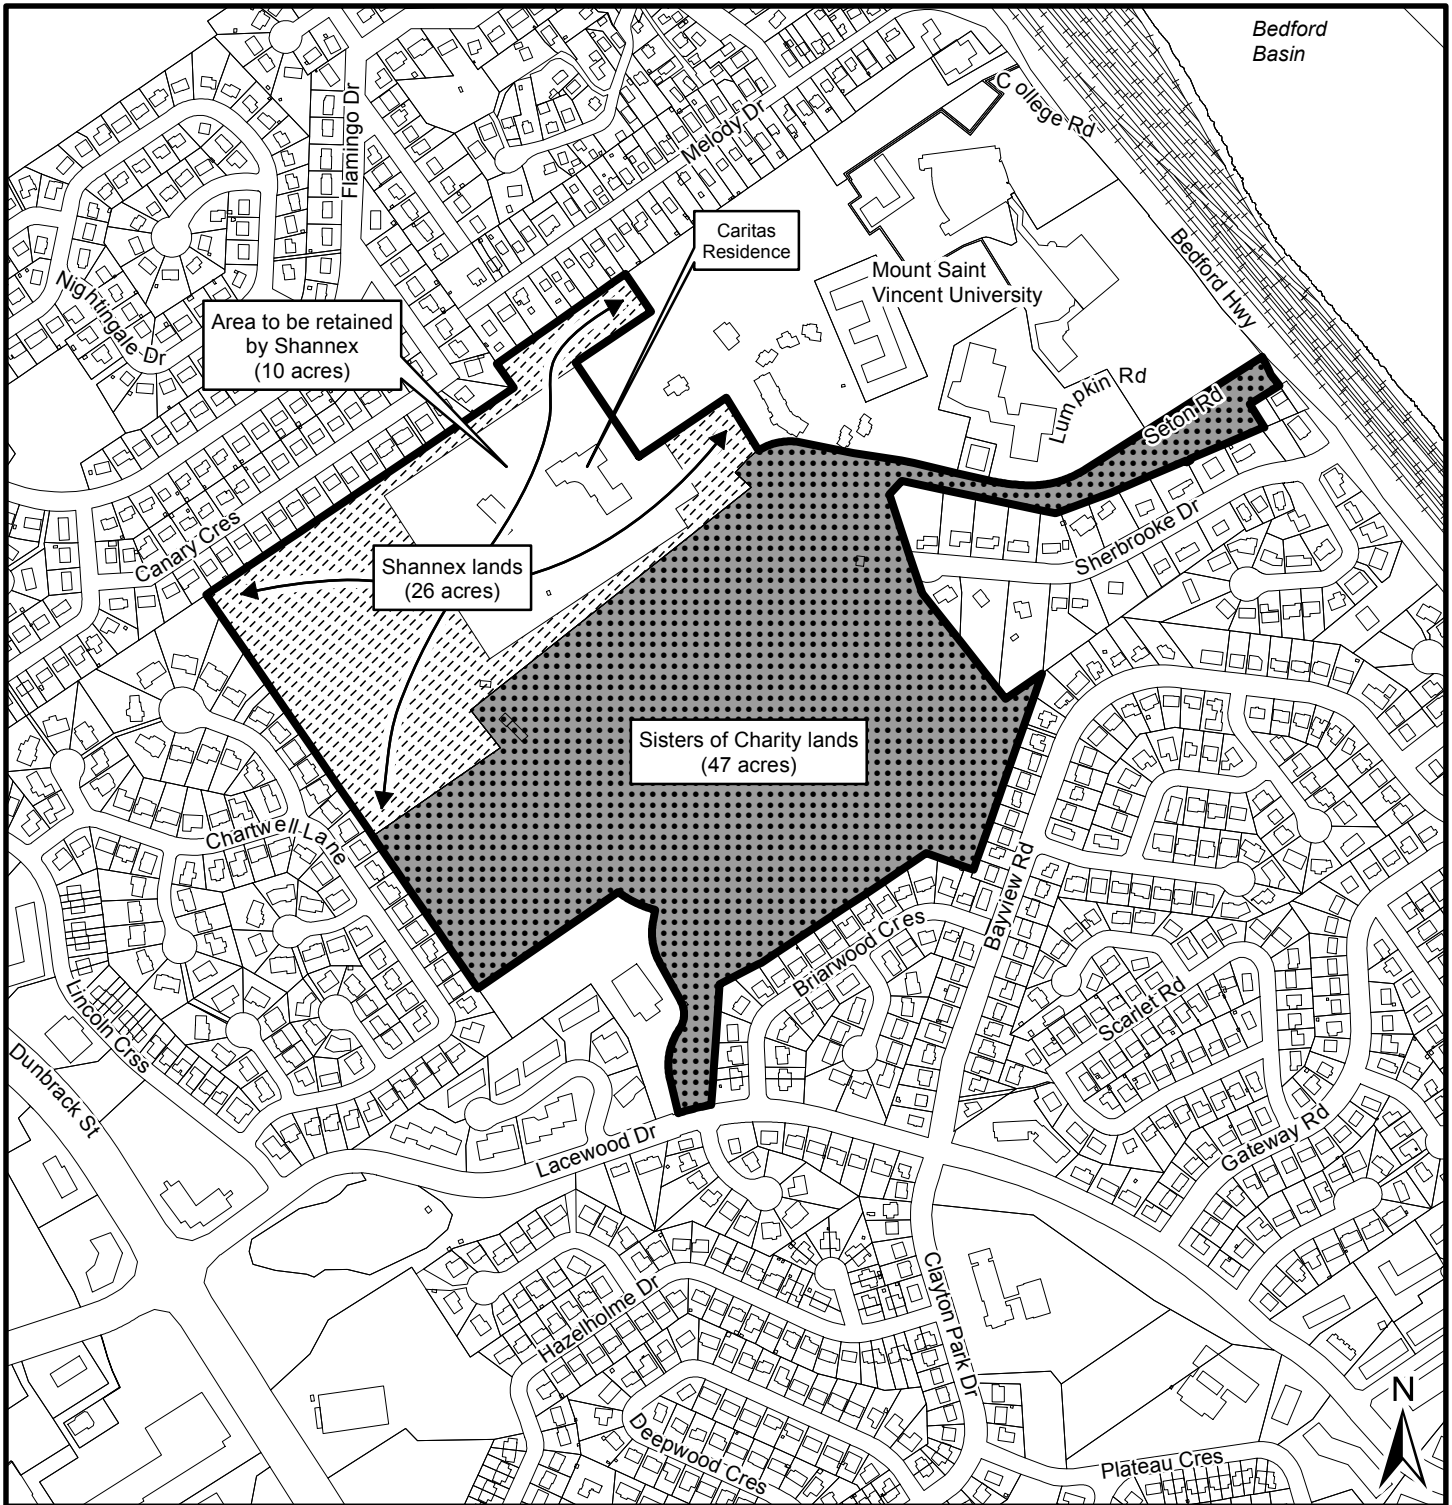 Bedford
Basin
College Rd
Flamingo Dr
Melody Dr
Caritas
Residence
Bedford Hwy
Mount Saint
Vincent University
Nightingale Dr
Area to be retained
by Shannex
(10 acres)
Lumpkin Rd
Seton Rd
Canary Cres
Sherbrooke Dr
Shannex lands
(26 acres)
Sisters of Charity lands
(47 acres)
Chartwell Lane
Bayview Rd
Briarwood Cres
Lincoln Ciss
Scarlet Rd
Dunbrack St
Gateway Rd
Lacewood Dr
Hazelholme Dr
Clayton Park Dr
Deepwood Cres
Plateau Cres
N